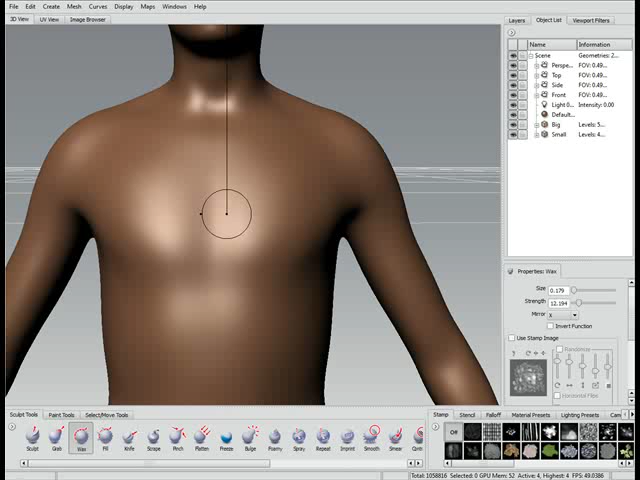 File Edit Create Mesh Curves Display Maps Windows Help
3D View UV View Image Browser
Layers Object List Viewport Filters
Name Information
Scene Geometries: 2...
Perspe... FOV: 0.49...
Top FOV: 0.49...
Side FOV: 0.49...
Front FOV: 0.49...
Light 0... Intensity: 0.00
Default...
Big Levels: 5...
Small Levels: 4...
Properties: Wax
Size 0.179
Strength 12.194
Mirror X
Invert Function
Use Stamp Image
Randomize
Horizontal Flips
Sculpt Tools Paint Tools Select/Move Tools
Stamp Stencil Falloff Material Presets Lighting Presets Cam
Sculpt Grab Wax Fill Knife Scrape Pinch Flatten Freeze Bulge Foamy Spray Repeat Imprint Smooth Smear
Off
Total: 1058816 Selected: 0 GPU Mem: 52 Active: 4, Highest: 4 FPS: 49.0386